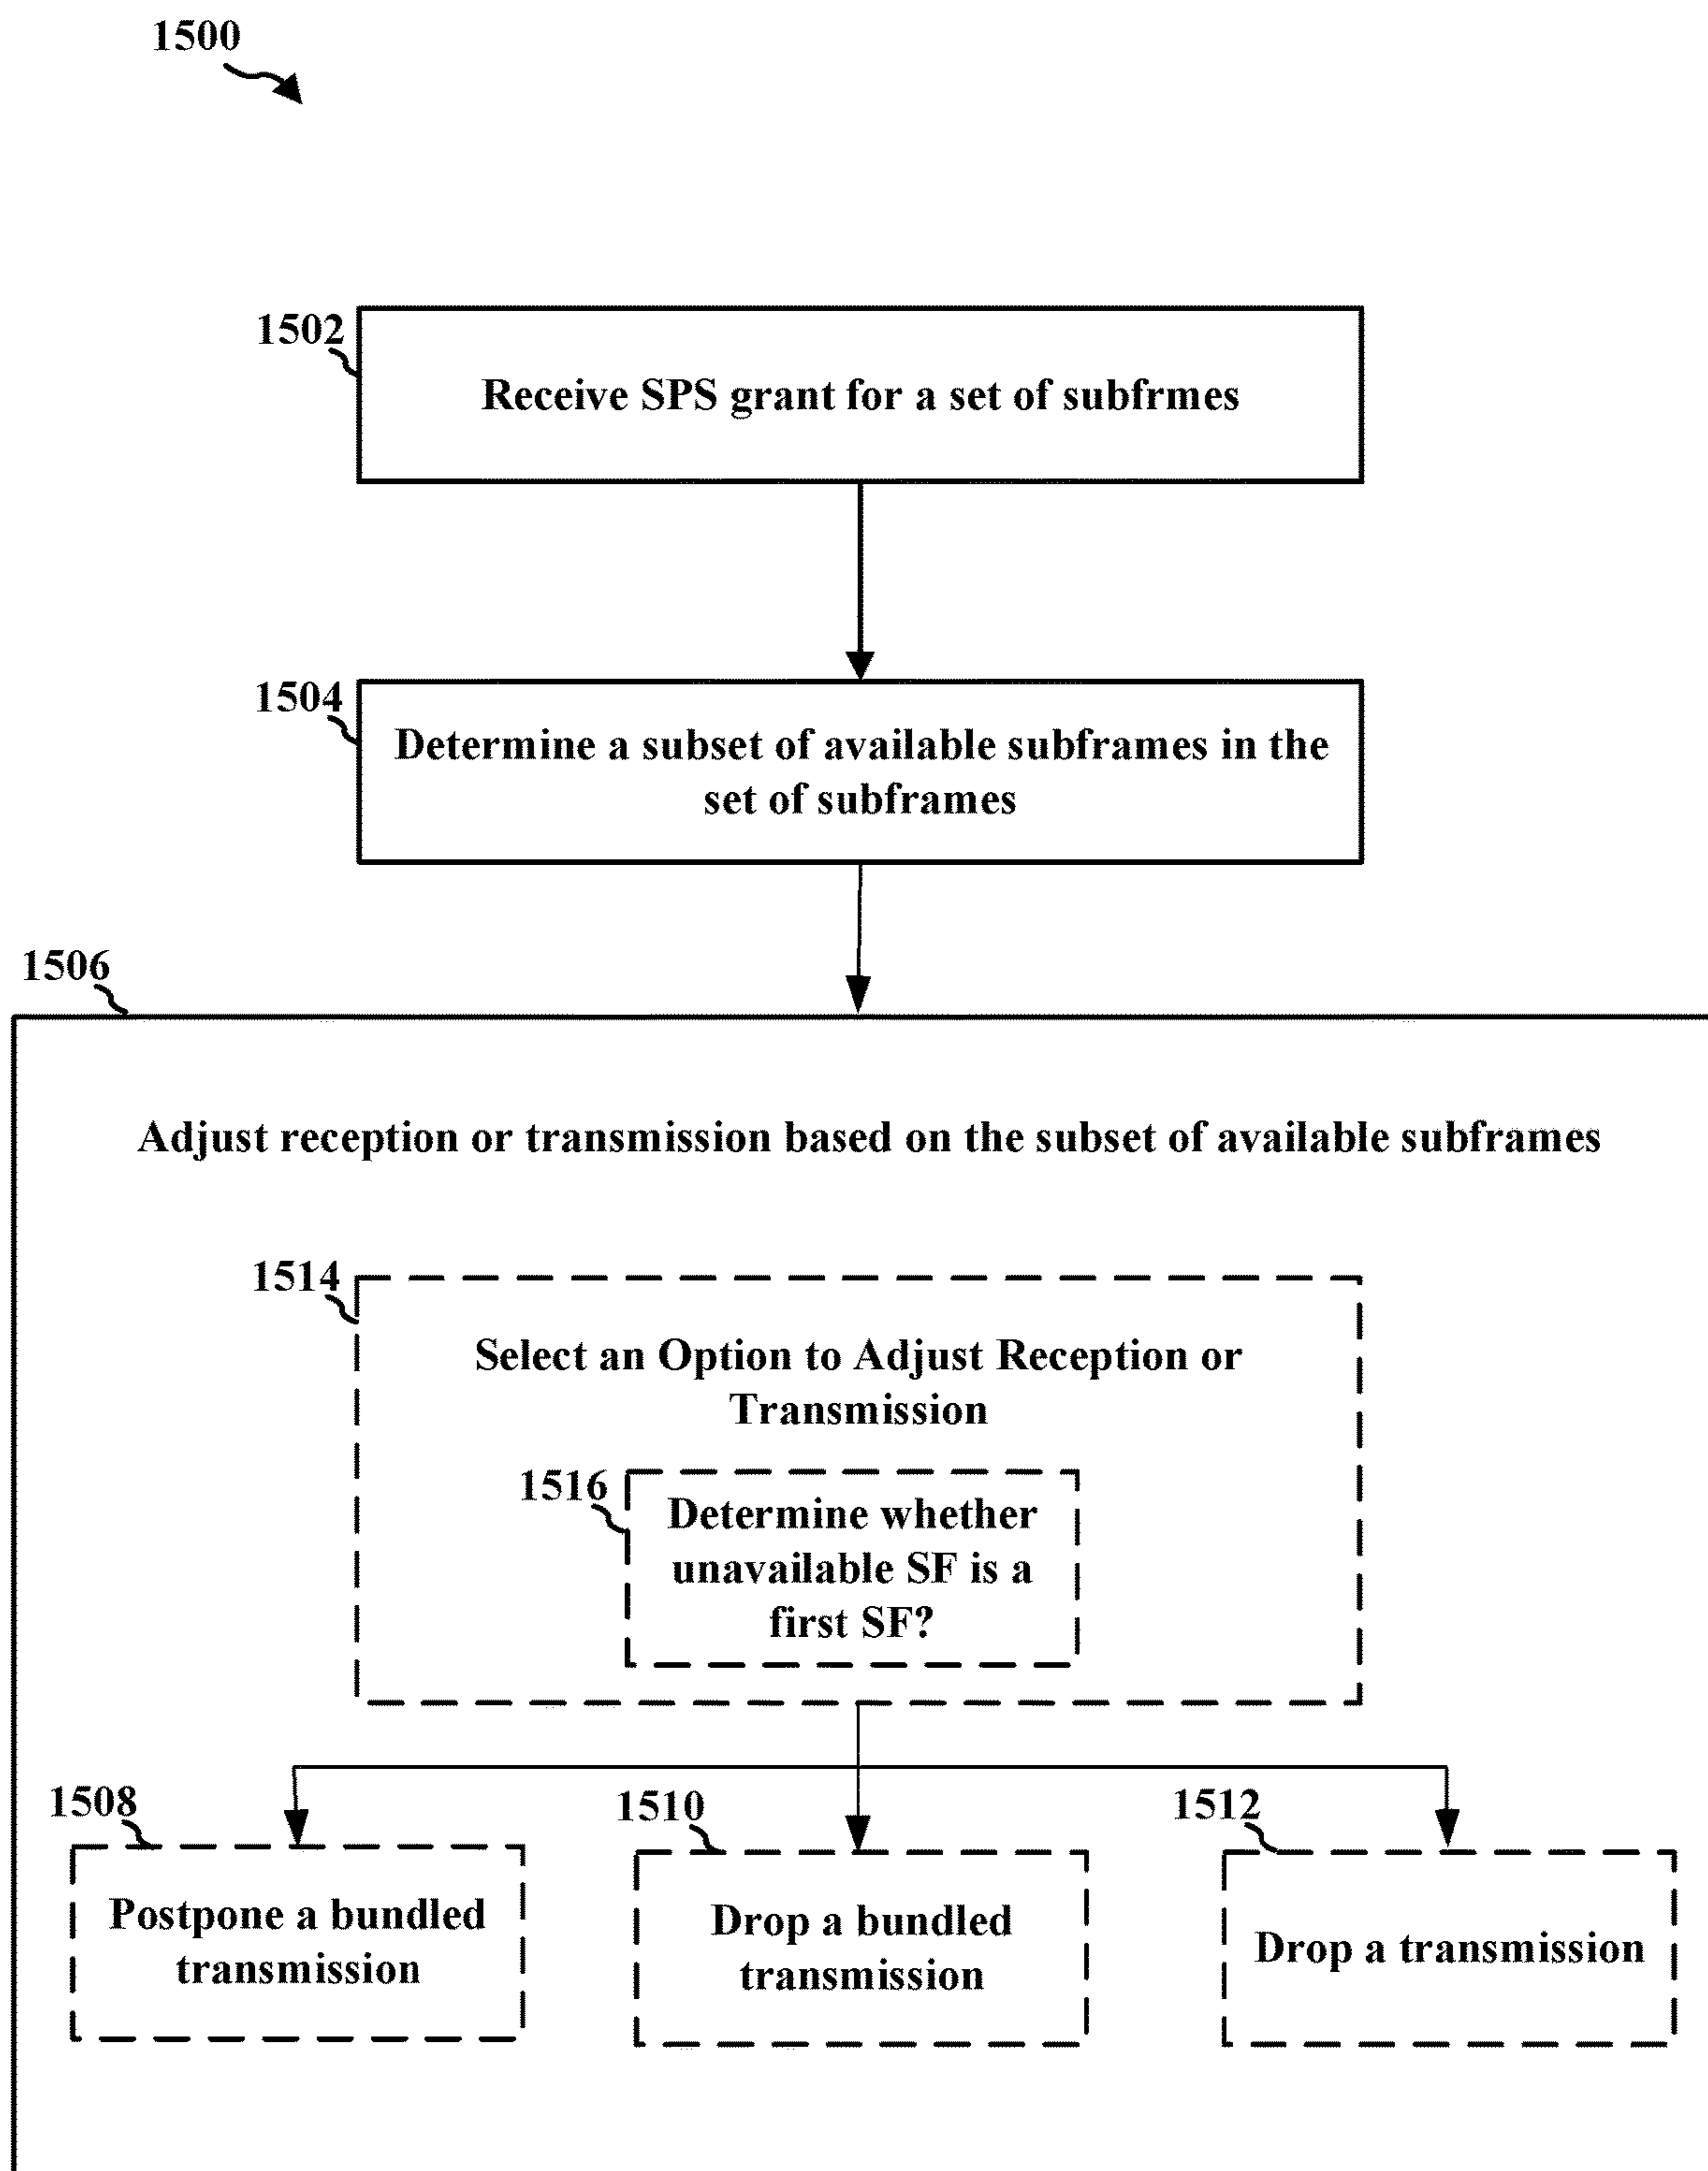 1500
1502
Receive SPS grant for a set of subfrmes
1504
Determine a subset of available subframes in the
set of subframes
1506
Adjust reception or transmission based on the subset of available subframes
1514
Select an Option to Adjust Reception or
Transmission
1516
Determine whether
unavailable SF is a
first SF?
1508
Postpone a bundled
transmission
1510
Drop a bundled
transmission
1512
Drop a transmission